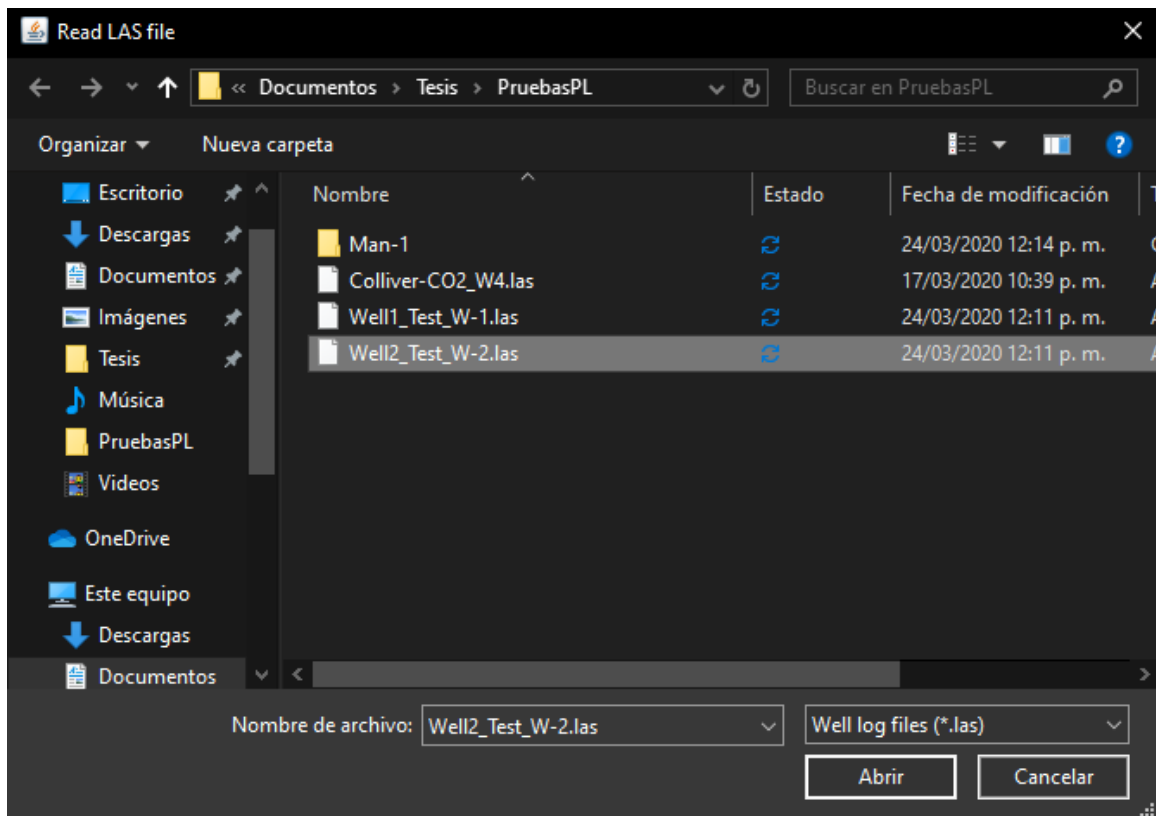 Read LAS file
« Documentos › Tesis › PruebasPL
Buscar en PruebasPL
Organizar
Nueva carpeta
?
Escritorio
Descargas
Documentos
Imágenes
Tesis
Música
PruebasPL
Videos
OneDrive
Este equipo
Descargas
Documentos
Nombre Estado Fecha de modificación T
Man-1 24/03/2020 12:14 p. m.
Colliver-CO2_W4.las 17/03/2020 10:39 p. m.
Well1_Test_W-1.las 24/03/2020 12:11 p. m.
Well2_Test_W-2.las 24/03/2020 12:11 p. m.
Nombre de archivo: Well2_Test_W-2.las Well log files (*.las)
Abrir Cancelar